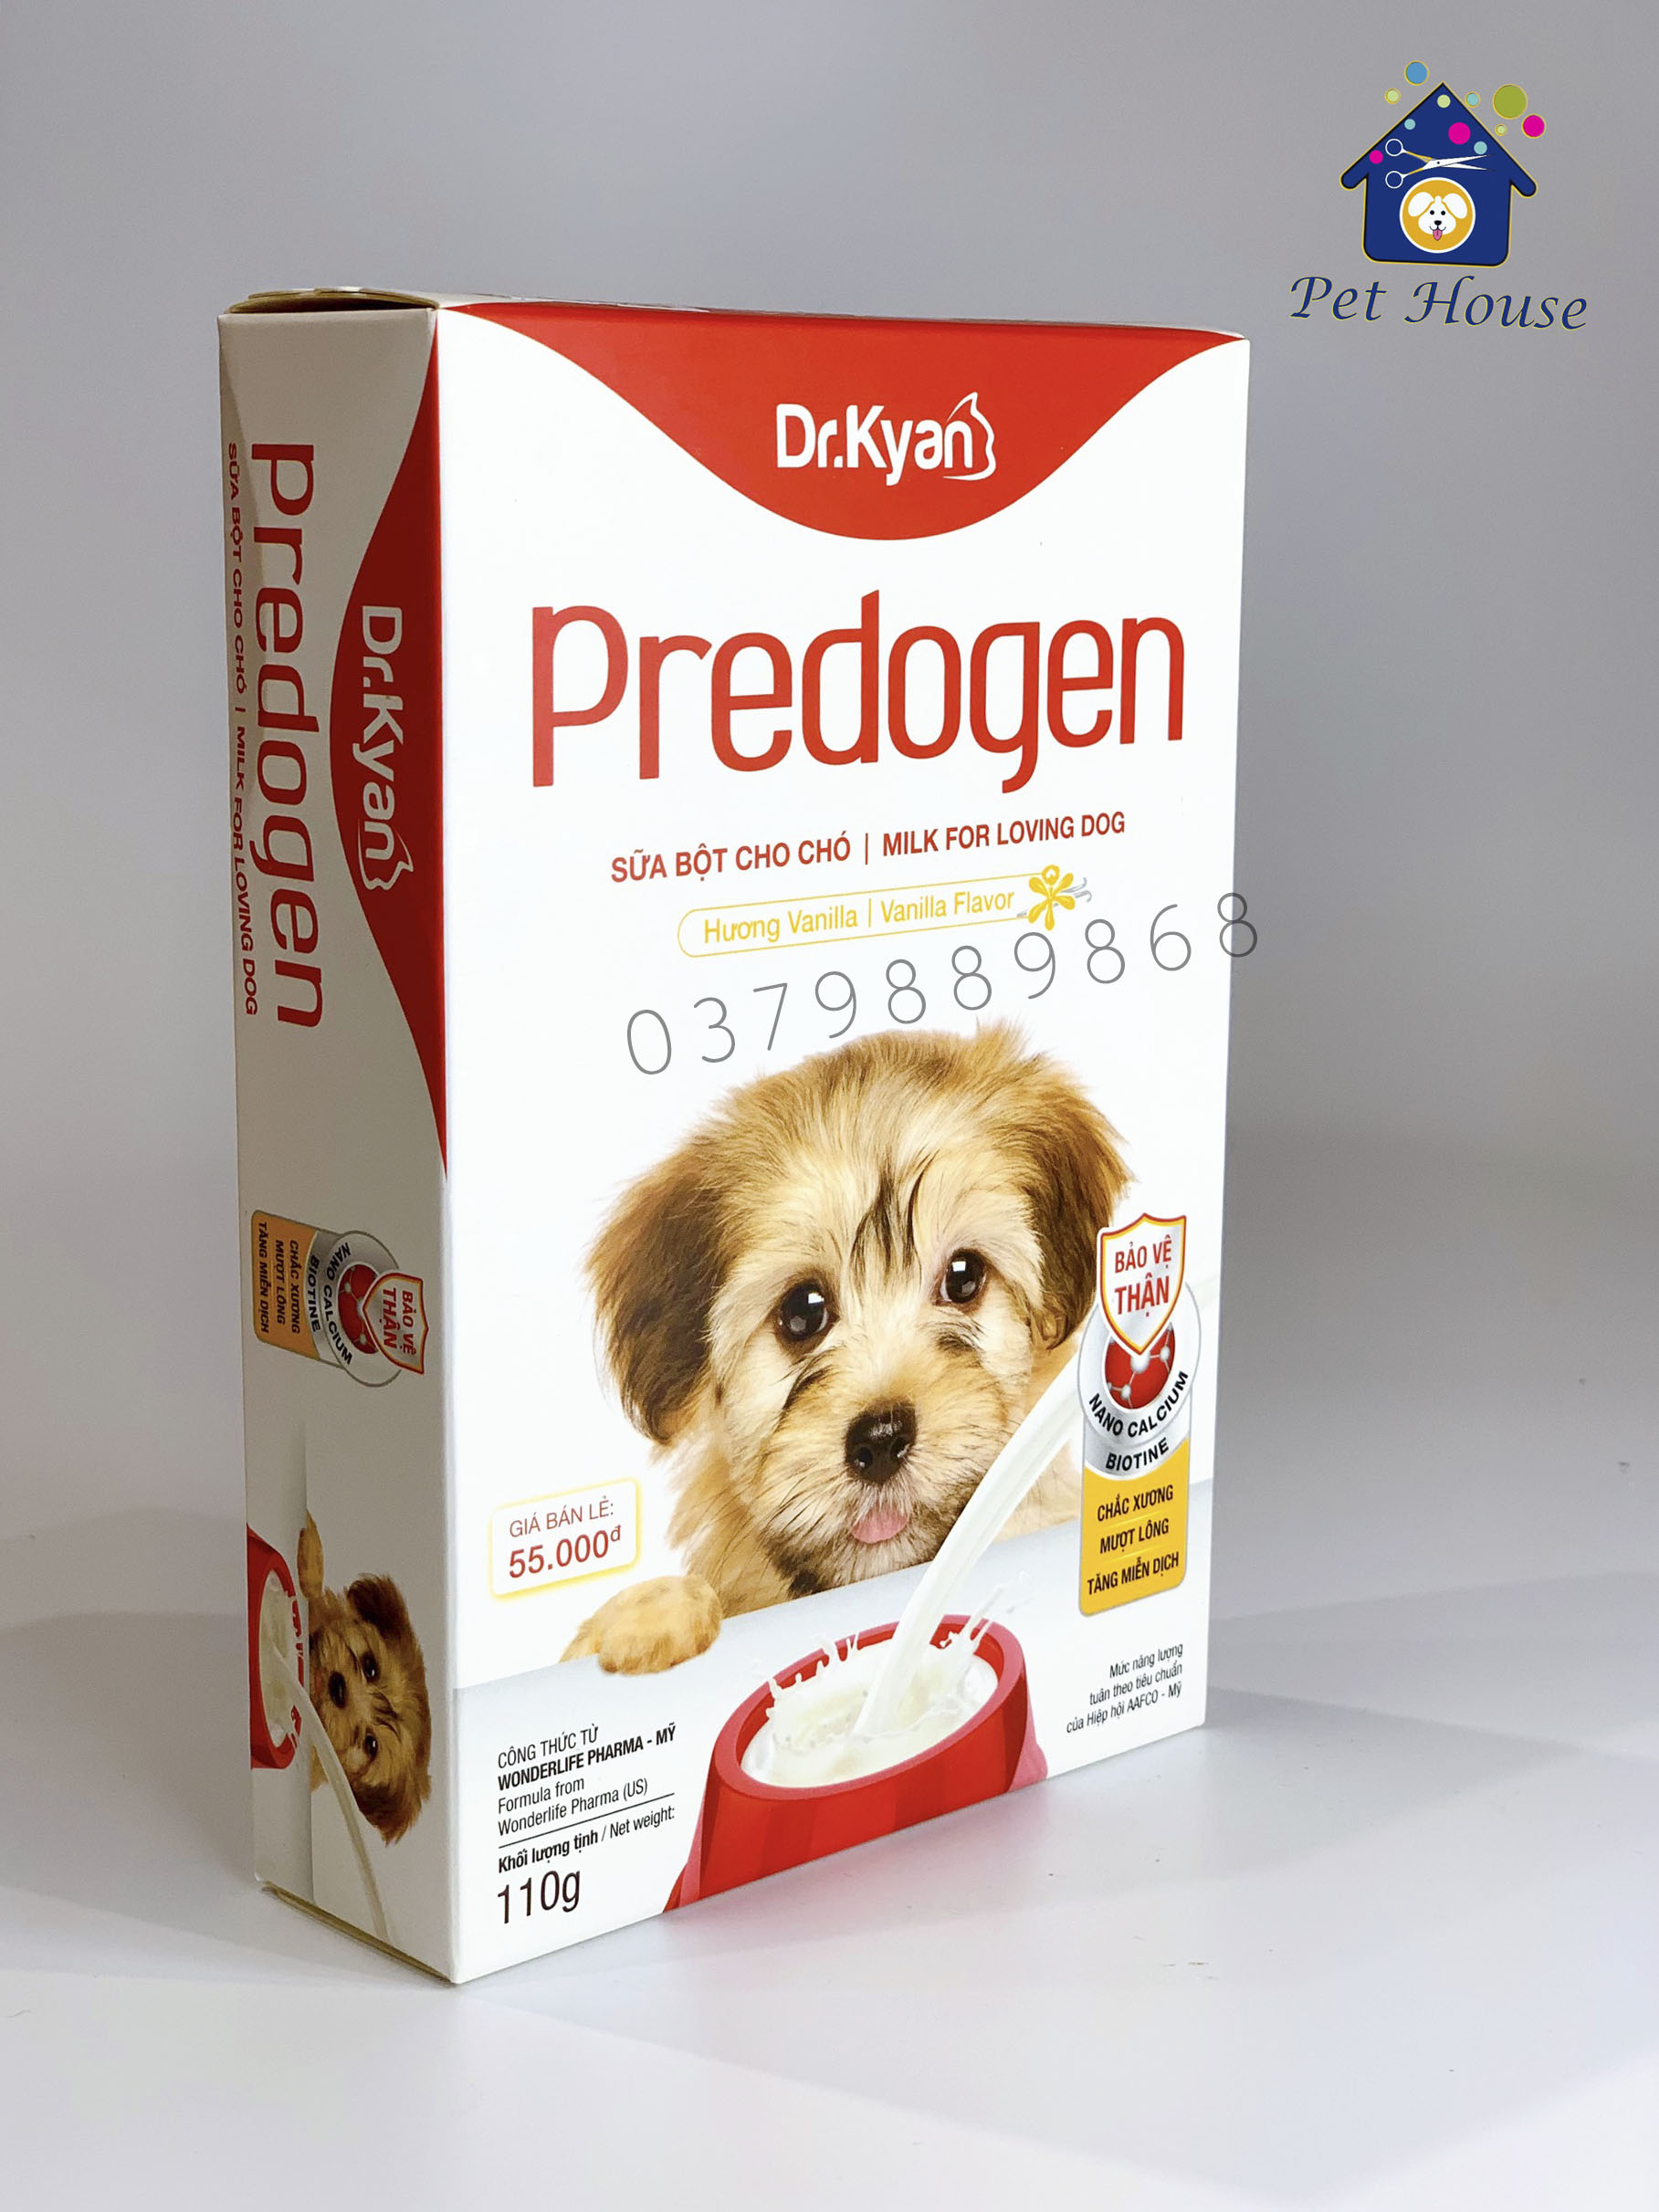 Pet House
Dr.Kyan
Predogen
SỮA BỘT CHO CHÓ | MILK FOR LOVING DOG
Hương Vanilla | Vanilla Flavor
0379889868
BẢO VỆ
THẬN
NANO CALCIUM
BIOTINE
CHẮC XƯƠNG
MƯỢT LÔNG
TĂNG MIỄN DỊCH
GIÁ BÁN LẺ:
55.000đ
Mức năng lượng
tuân theo tiêu chuẩn
của Hiệp hội AAFCO - Mỹ
CÔNG THỨC TỪ
WONDERLIFE PHARMA - MỸ
Formula from
Wonderlife Pharma (US)
Khối lượng tịnh / Net weight:
110g
Dr.Kyan
Predogen
SỮA BỘT CHO CHÓ | MILK FOR LOVING DOG
BẢO VỆ
THẬN
NANO CALCIUM
BIOTINE
CHẮC XƯƠNG
MƯỢT LÔNG
TĂNG MIỄN DỊCH